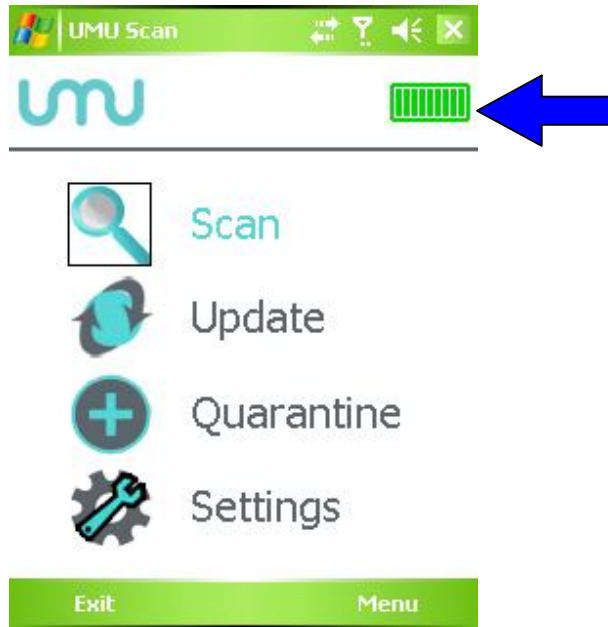 UMU Scan
umu
Scan
Update
Quarantine
Settings
Exit Menu